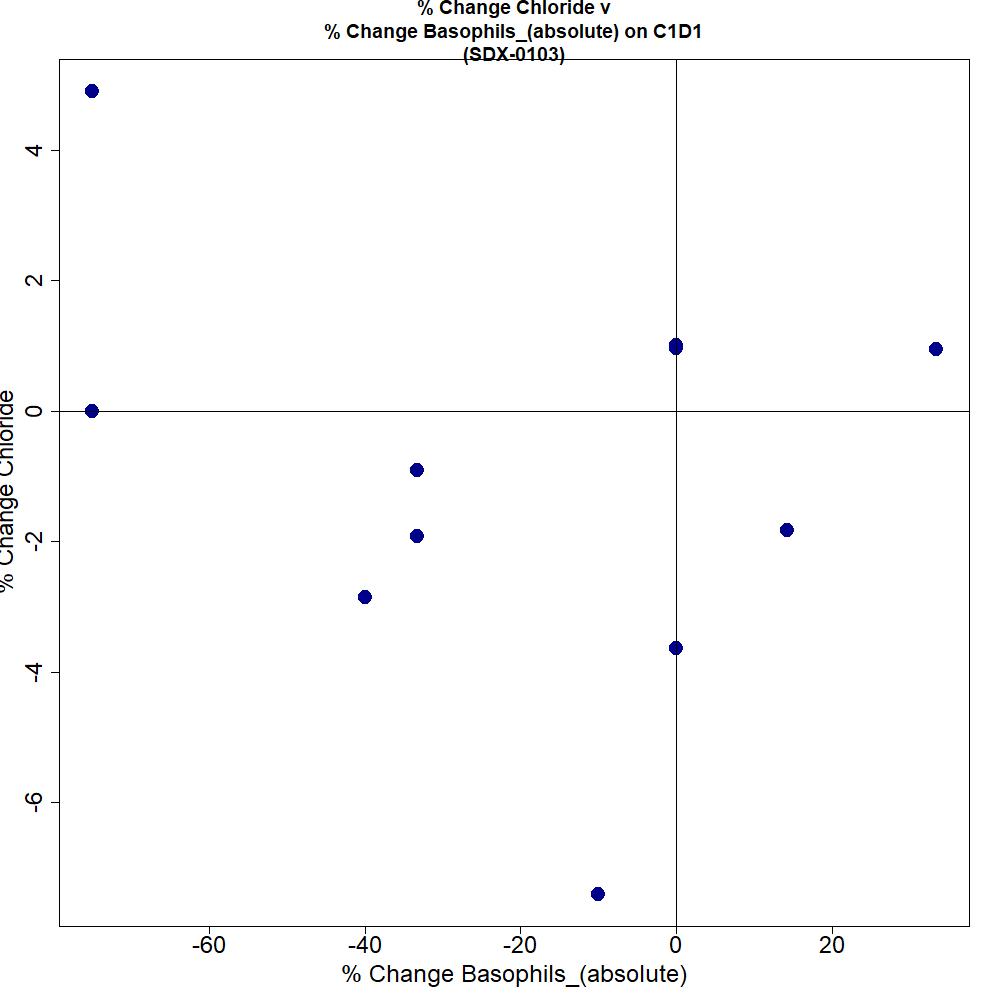 % Change Chloride v
% Change Basophils_(absolute) on C1D1
(SDX-0103)
% Change Chloride
4
2
0
-2
-4
-6
-60
-40
-20
0
20
% Change Basophils_(absolute)